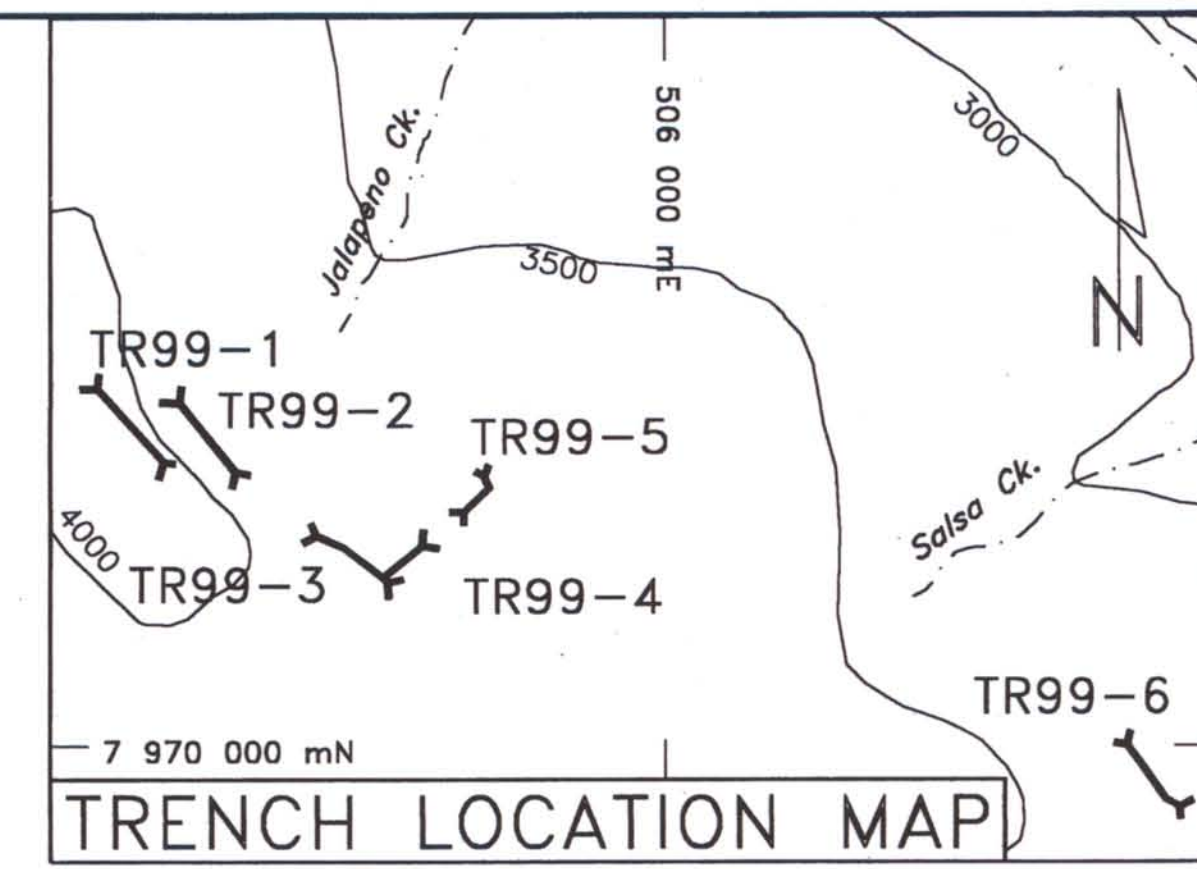 Jalapeno Ck.
506 000 mE
3000
3500
N
TR99-1
TR99-2
TR99-5
Salsa Ck.
4000
TR99-3
TR99-4
TR99-6
7 970 000 mN
TRENCH LOCATION MAP